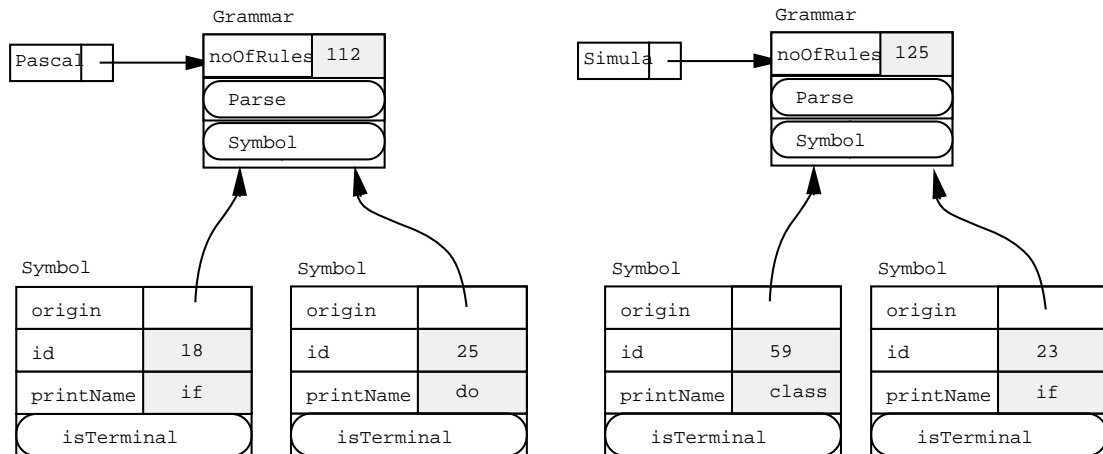 Grammar
Pascal
noOfRules 112
Parse
Symbol
Symbol
origin
id 18
printName if
isTerminal
Symbol
origin
id 25
printName do
isTerminal
Grammar
Simula
noOfRules 125
Parse
Symbol
Symbol
origin
id 59
printName class
isTerminal
Symbol
origin
id 23
printName if
isTerminal